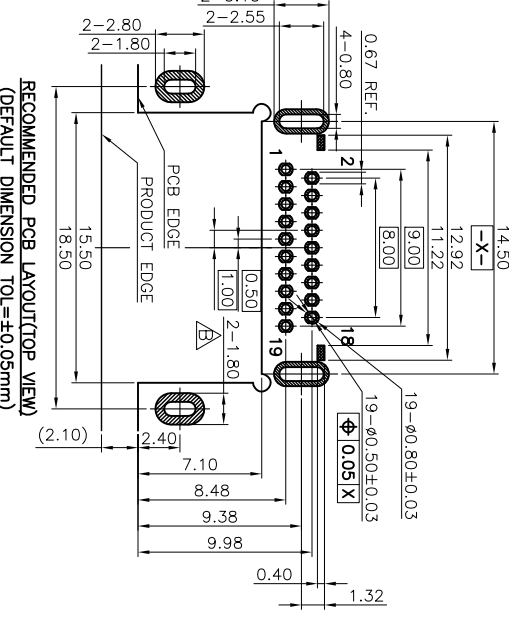 2-2.55
2-2.80
2-1.80
0.67 REF.
4-0.80
14.50
-X-
12.92
11.22
9.00
8.00
1
2
18
19
15.50
18.50
PCB EDGE
PRODUCT EDGE
0.50
1.00
B
2-1.80
19-ø0.80±0.03
19-ø0.50±0.03
⌖ 0.05 X
(2.10)
2.40
7.10
8.48
9.38
9.98
0.40
1.32
RECOMMENDED PCB LAYOUT(TOP VIEW)
(DEFAULT DIMENSION TOL=±0.05mm)